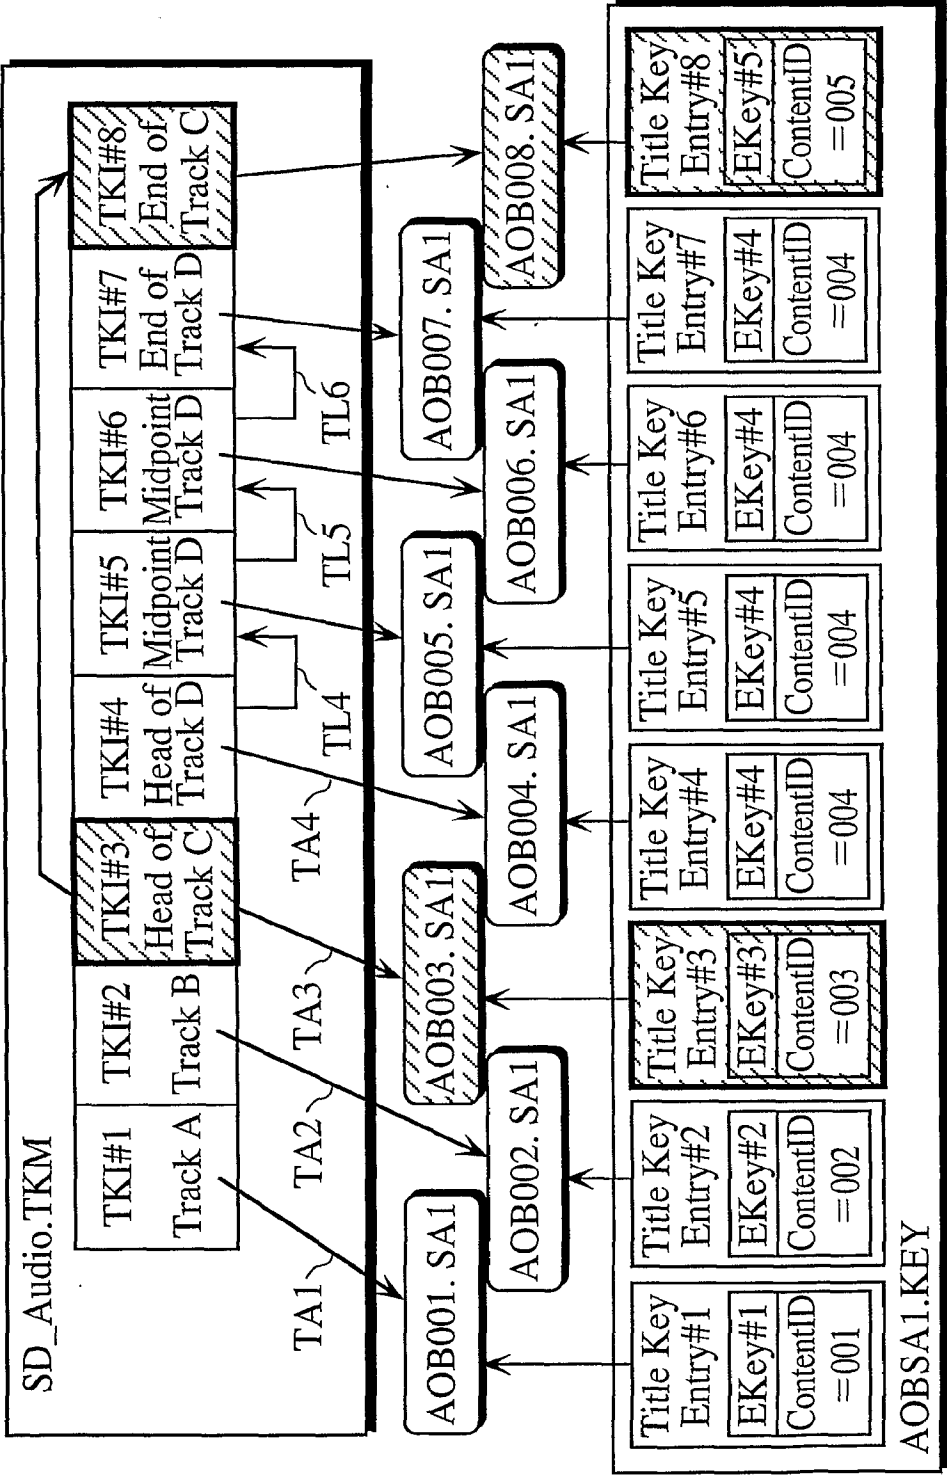 SD_Audio.TKM
TKI#1
Track A
TKI#2
Track B
TKI#3
Head of
Track C
TKI#4
Head of
Track D
TKI#5
Midpoint
Track D
TKI#6
Midpoint
Track D
TKI#7
End of
Track D
TKI#8
End of
Track C
TL4
TL5
TL6
TA1
TA2
TA3
TA4
AOB001. SA1
AOB002. SA1
AOB003. SA1
AOB004. SA1
AOB005. SA1
AOB006. SA1
AOB007. SA1
AOB008. SA1
Title Key
Entry#1
EKey#1
ContentID
=001
Title Key
Entry#2
EKey#2
ContentID
=002
Title Key
Entry#3
EKey#3
ContentID
=003
Title Key
Entry#4
EKey#4
ContentID
=004
Title Key
Entry#5
EKey#4
ContentID
=004
Title Key
Entry#6
EKey#4
ContentID
=004
Title Key
Entry#7
EKey#4
ContentID
=004
Title Key
Entry#8
EKey#5
ContentID
=005
AOBSA1.KEY